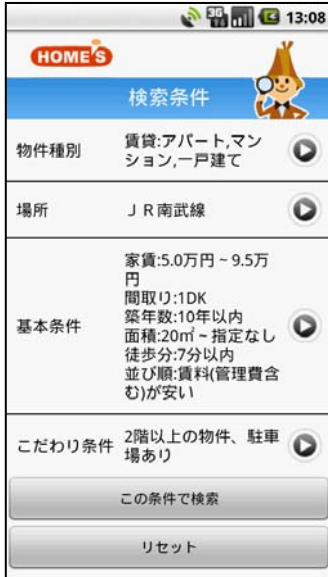 3G 13:08
HOME'S
検索条件
物件種別
賃貸:アパート,マン
ション,一戸建て
場所
ＪＲ南武線
基本条件
家賃:5.0万円 ~ 9.5万
円
間取り:1DK
築年数:10年以内
面積:20㎡ ~ 指定なし
徒歩分:7分以内
並び順:賃料(管理費含
む)が安い
こだわり条件
2階以上の物件、駐車
場あり
この条件で検索
リセット